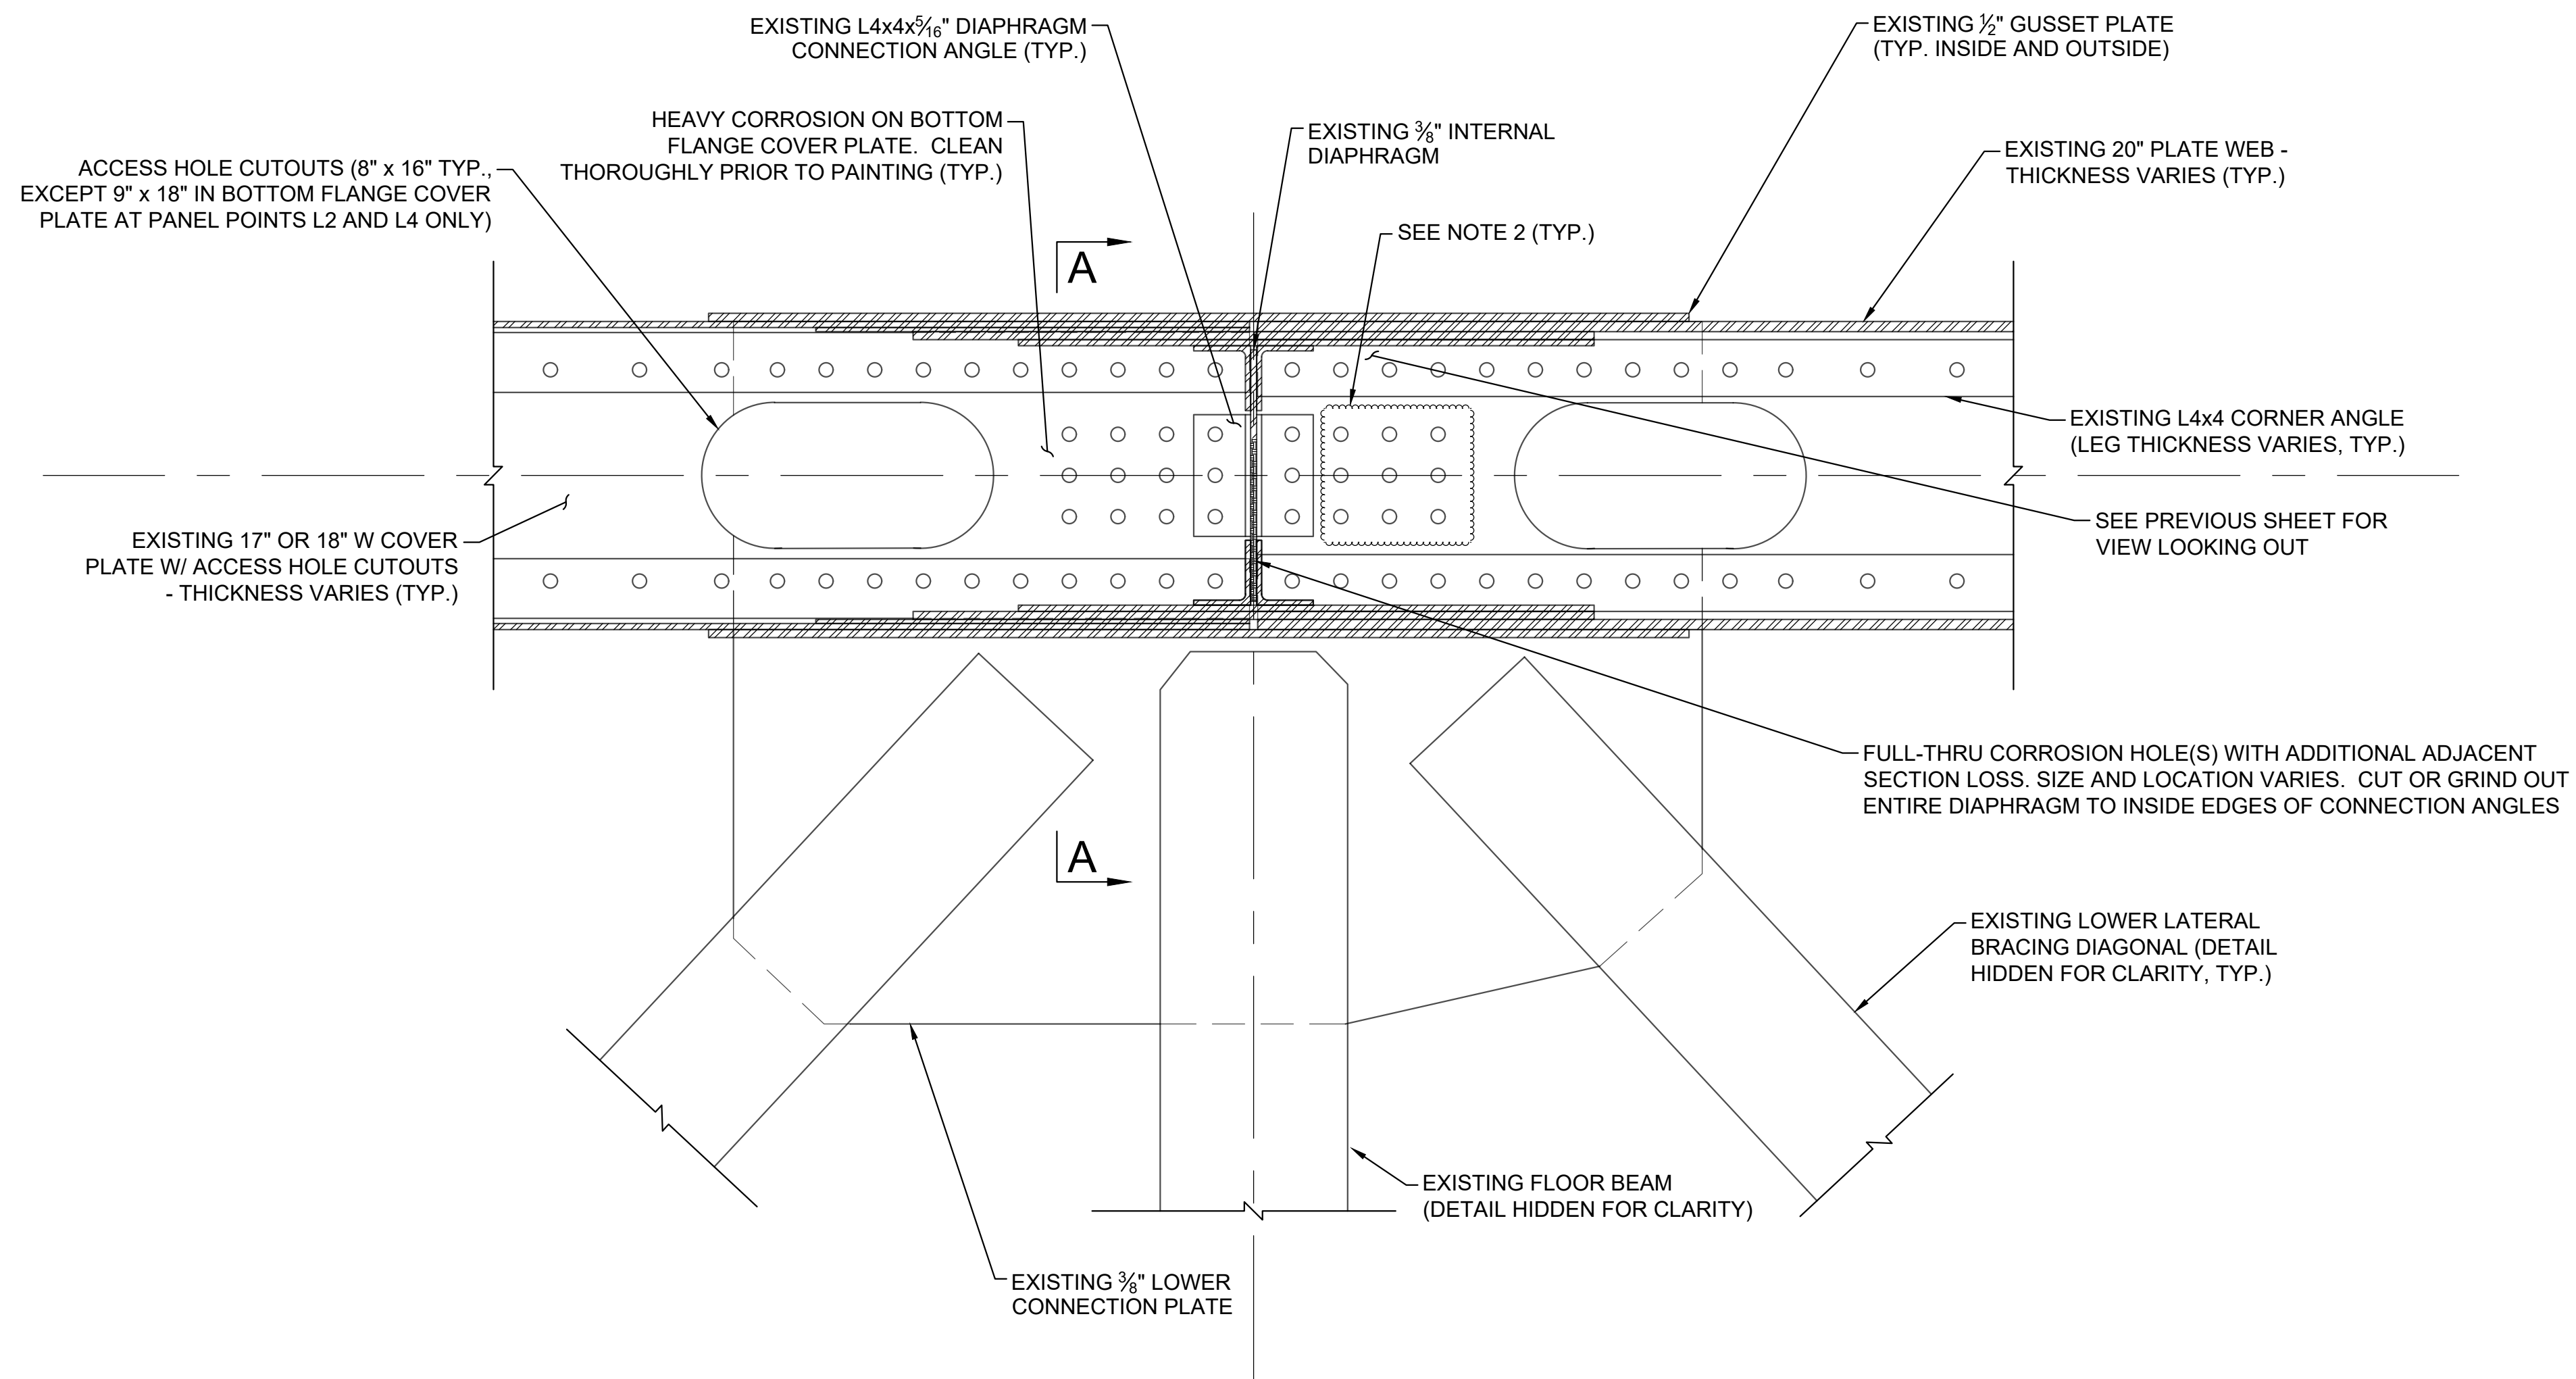 EXISTING L4x4x5⁄16" DIAPHRAGM
CONNECTION ANGLE (TYP.)
EXISTING 1⁄2" GUSSET PLATE
(TYP. INSIDE AND OUTSIDE)
HEAVY CORROSION ON BOTTOM
FLANGE COVER PLATE.  CLEAN
THOROUGHLY PRIOR TO PAINTING (TYP.)
EXISTING 3⁄8" INTERNAL
DIAPHRAGM
EXISTING 20" PLATE WEB -
THICKNESS VARIES (TYP.)
ACCESS HOLE CUTOUTS (8" x 16" TYP.,
EXCEPT 9" x 18" IN BOTTOM FLANGE COVER
PLATE AT PANEL POINTS L2 AND L4 ONLY)
SEE NOTE 2 (TYP.)
A
EXISTING L4x4 CORNER ANGLE
(LEG THICKNESS VARIES, TYP.)
SEE PREVIOUS SHEET FOR
VIEW LOOKING OUT
EXISTING 17" OR 18" W COVER
PLATE W/ ACCESS HOLE CUTOUTS
- THICKNESS VARIES (TYP.)
FULL-THRU CORROSION HOLE(S) WITH ADDITIONAL ADJACENT
SECTION LOSS. SIZE AND LOCATION VARIES.  CUT OR GRIND OUT
ENTIRE DIAPHRAGM TO INSIDE EDGES OF CONNECTION ANGLES
A
EXISTING LOWER LATERAL
BRACING DIAGONAL (DETAIL
HIDDEN FOR CLARITY, TYP.)
EXISTING FLOOR BEAM
(DETAIL HIDDEN FOR CLARITY)
EXISTING 3⁄8" LOWER
CONNECTION PLATE